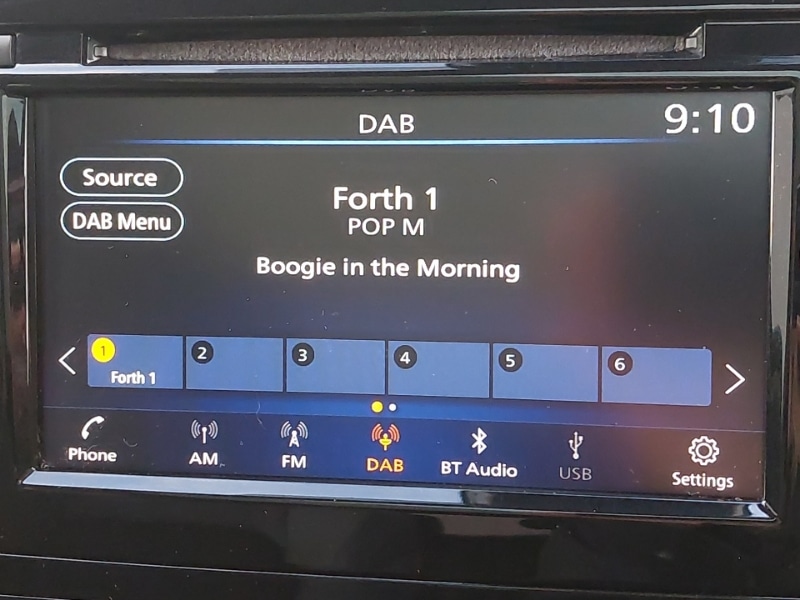 DAB
9:10
Source
Forth 1
DAB Menu
POP M
Boogie in the Morning
1 2 3 4 5 6
Forth 1
Phone AM FM DAB BT Audio USB Settings